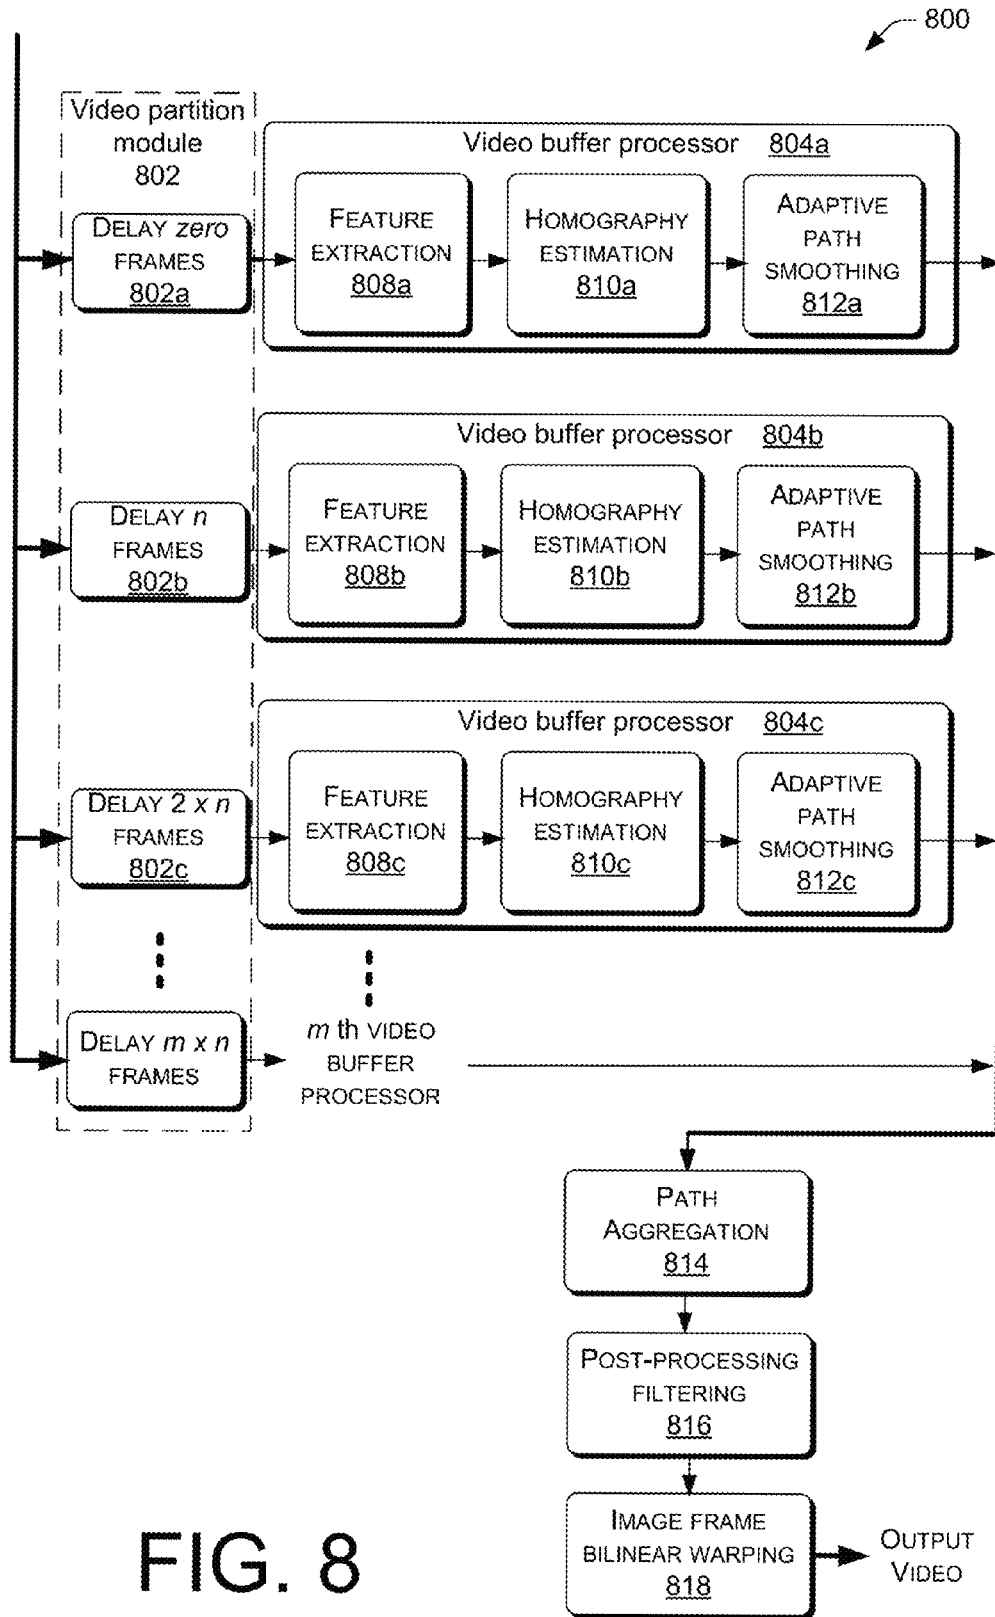 800
Video partition
module
802
Video buffer processor 804a
DELAY zero
FRAMES
802a
FEATURE
EXTRACTION
808a
HOMOGRAPHY
ESTIMATION
810a
ADAPTIVE
PATH
SMOOTHING
812a
Video buffer processor 804b
DELAY n
FRAMES
802b
FEATURE
EXTRACTION
808b
HOMOGRAPHY
ESTIMATION
810b
ADAPTIVE
PATH
SMOOTHING
812b
Video buffer processor 804c
DELAY 2 x n
FRAMES
802c
FEATURE
EXTRACTION
808c
HOMOGRAPHY
ESTIMATION
810c
ADAPTIVE
PATH
SMOOTHING
812c
DELAY m x n
FRAMES
m th VIDEO
BUFFER
PROCESSOR
PATH
AGGREGATION
814
POST-PROCESSING
FILTERING
816
IMAGE FRAME
BILINEAR WARPING
818
OUTPUT
VIDEO
FIG. 8